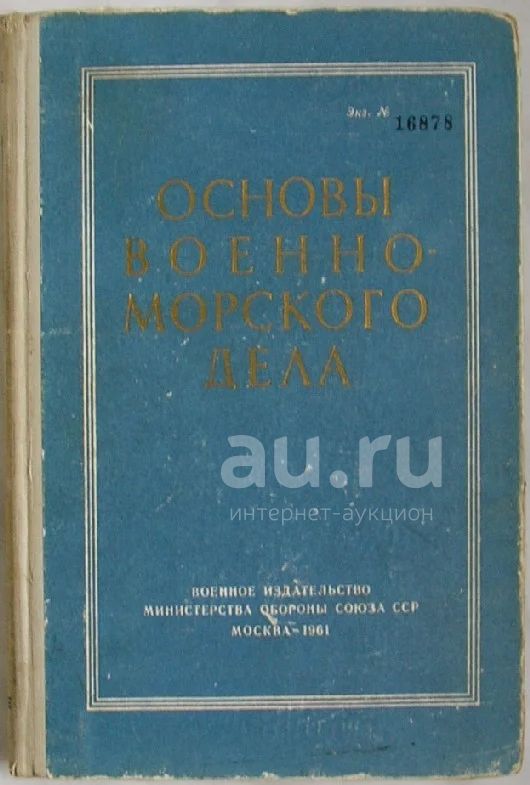 Экз. № 16878
ОСНОВЫ
ВОЕННО-
МОРСКОГО
ДЕЛА
au.ru
интернет-аукцион
ВОЕННОЕ ИЗДАТЕЛЬСТВО
МИНИСТЕРСТВА ОБОРОНЫ СОЮЗА ССР
МОСКВА-1961